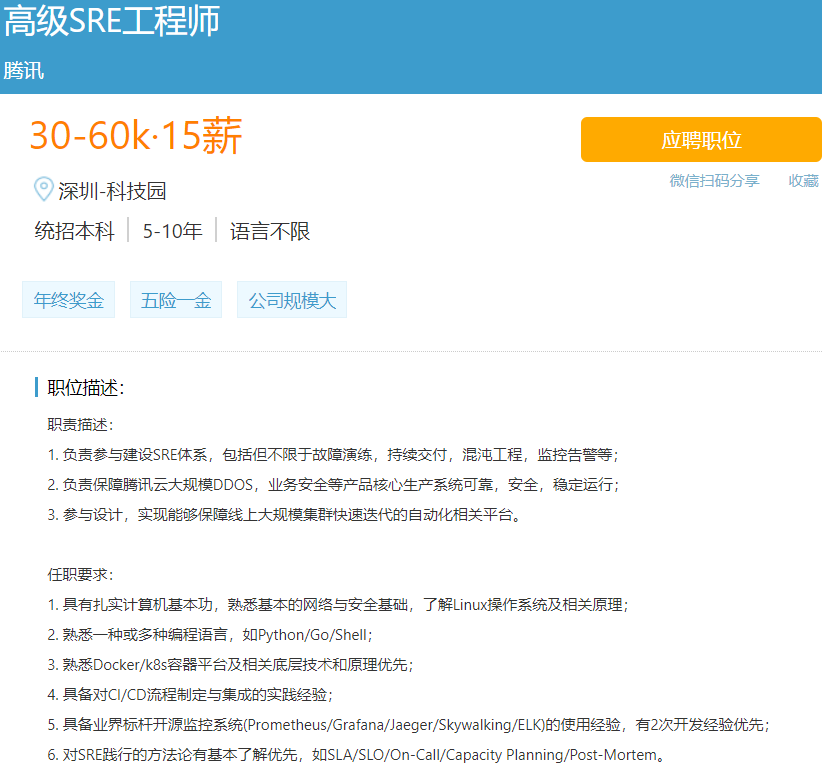 高级SRE工程师
腾讯
30-60k·15薪
应聘职位
微信扫码分享 收藏
深圳-科技园
统招本科 5-10年 语言不限
年终奖金 五险一金 公司规模大
职位描述：
职责描述：
1. 负责参与建设SRE体系，包括但不限于故障演练，持续交付，混沌工程，监控告警等；
2. 负责保障腾讯云大规模DDOS，业务安全等产品核心生产系统可靠，安全，稳定运行；
3. 参与设计，实现能够保障线上大规模集群快速迭代的自动化相关平台。
任职要求：
1. 具有扎实计算机基本功，熟悉基本的网络与安全基础，了解Linux操作系统及相关原理；
2. 熟悉一种或多种编程语言，如Python/Go/Shell；
3. 熟悉Docker/k8s容器平台及相关底层技术和原理优先；
4. 具备对CI/CD流程制定与集成的实践经验；
5. 具备业界标杆开源监控系统(Prometheus/Grafana/Jaeger/Skywalking/ELK)的使用经验，有2次开发经验优先；
6. 对SRE践行的方法论有基本了解优先，如SLA/SLO/On-Call/Capacity Planning/Post-Mortem。